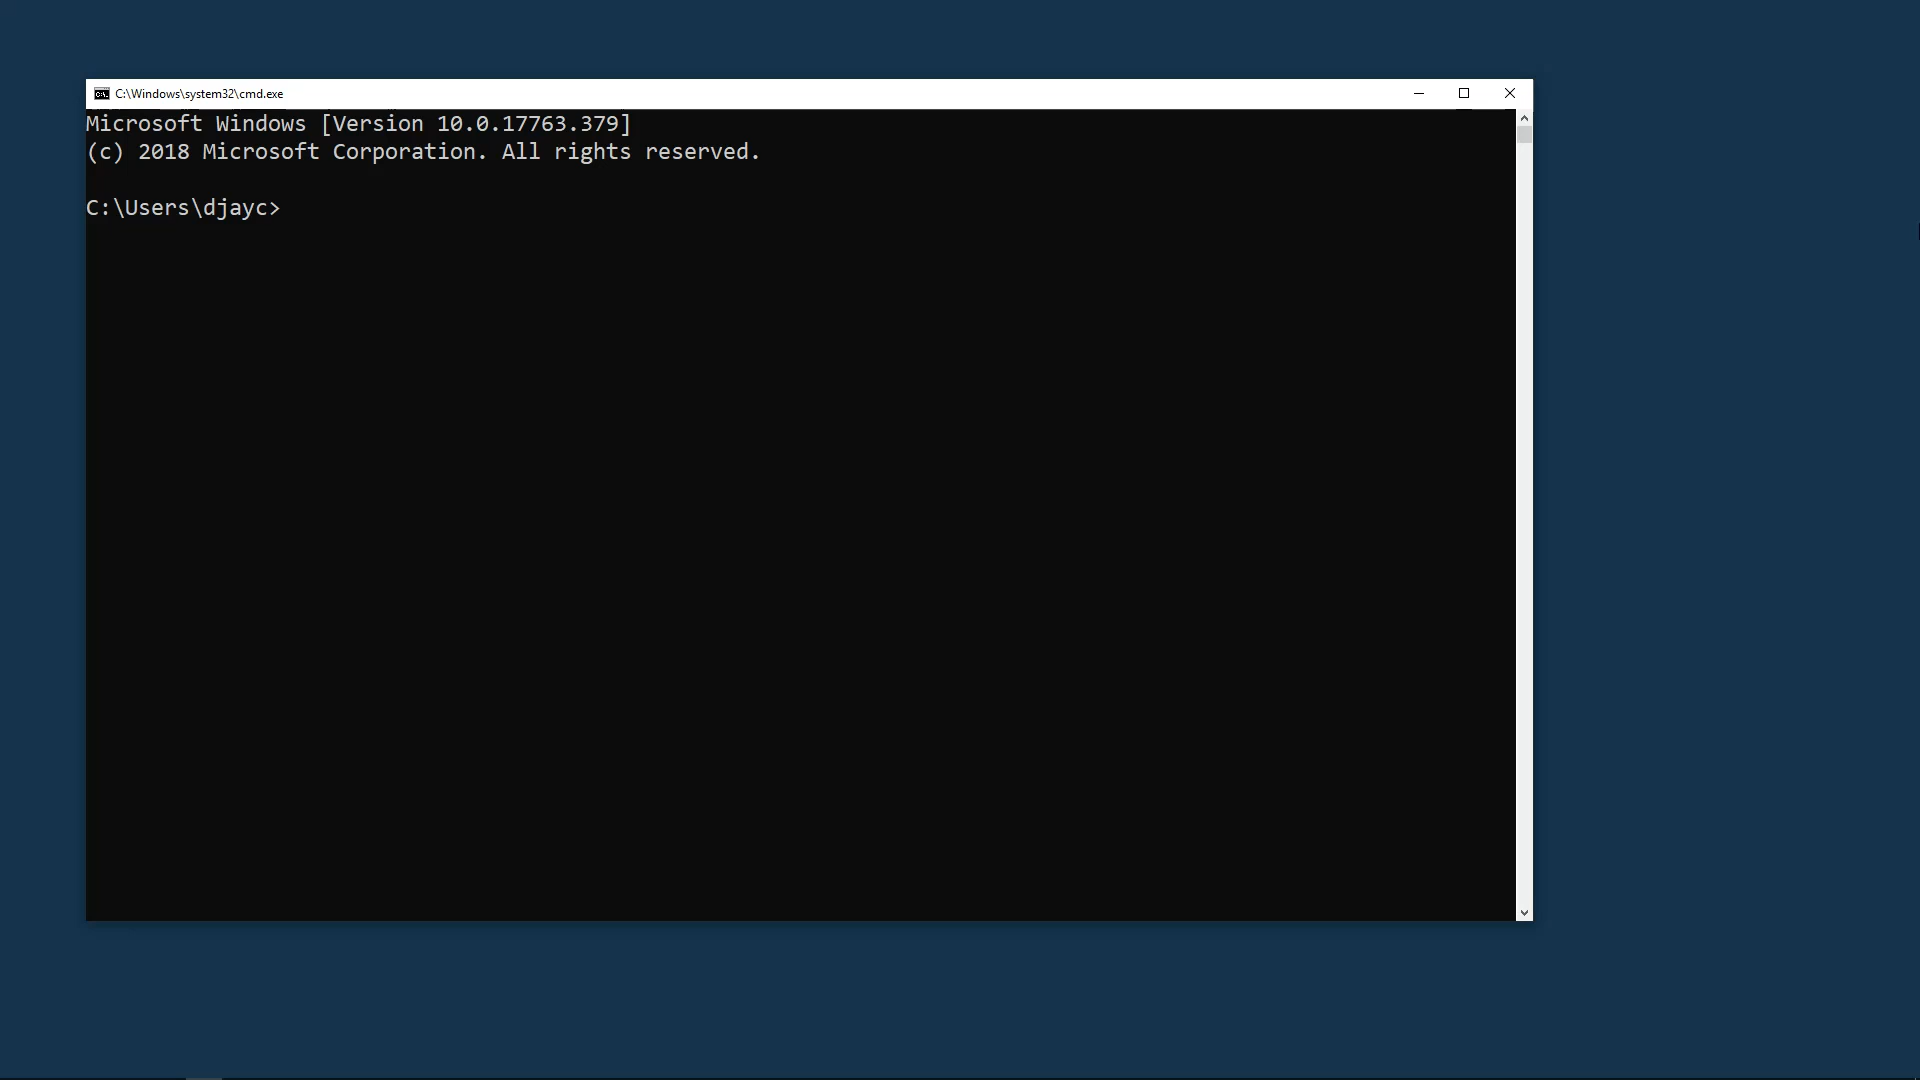 C:\Windows\system32\cmd.exe
Microsoft Windows [Version 10.0.17763.379]
(c) 2018 Microsoft Corporation. All rights reserved.
C:\Users\djayc>